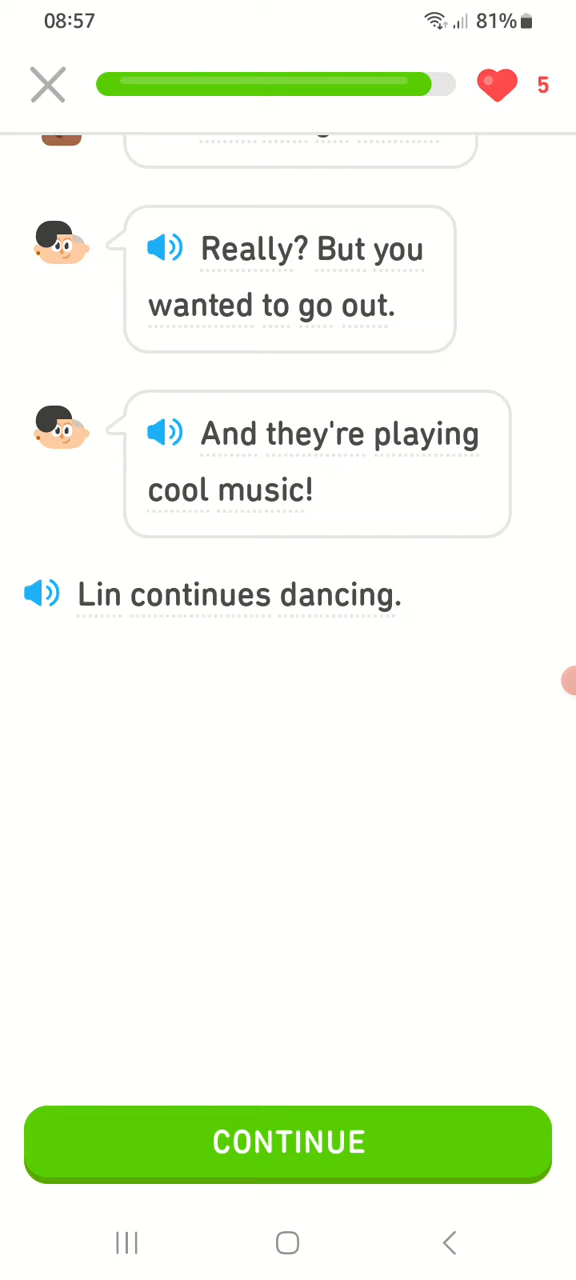 08:57 81%
5
Really? But you
wanted to go out.
And they're playing
cool music!
Lin continues dancing.
CONTINUE